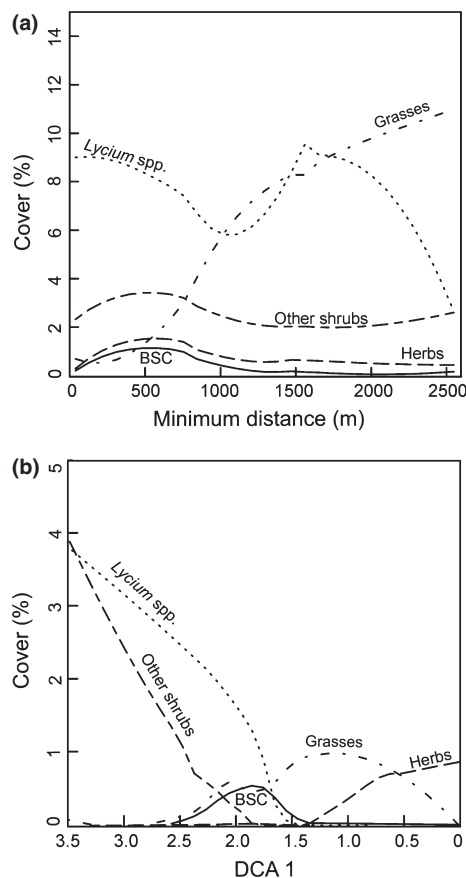 (a)
14
12
10
8
6
4
2
0
Cover (%)
Lycium spp.
Grasses
Other shrubs
Herbs
BSC
0 500 1000 1500 2000 2500
Minimum distance (m)
(b)
5
4
3
2
1
0
Cover (%)
Lycium spp.
Other shrubs
Grasses
Herbs
BSC
3.5 3.0 2.5 2.0 1.5 1.0 0.5 0
DCA 1